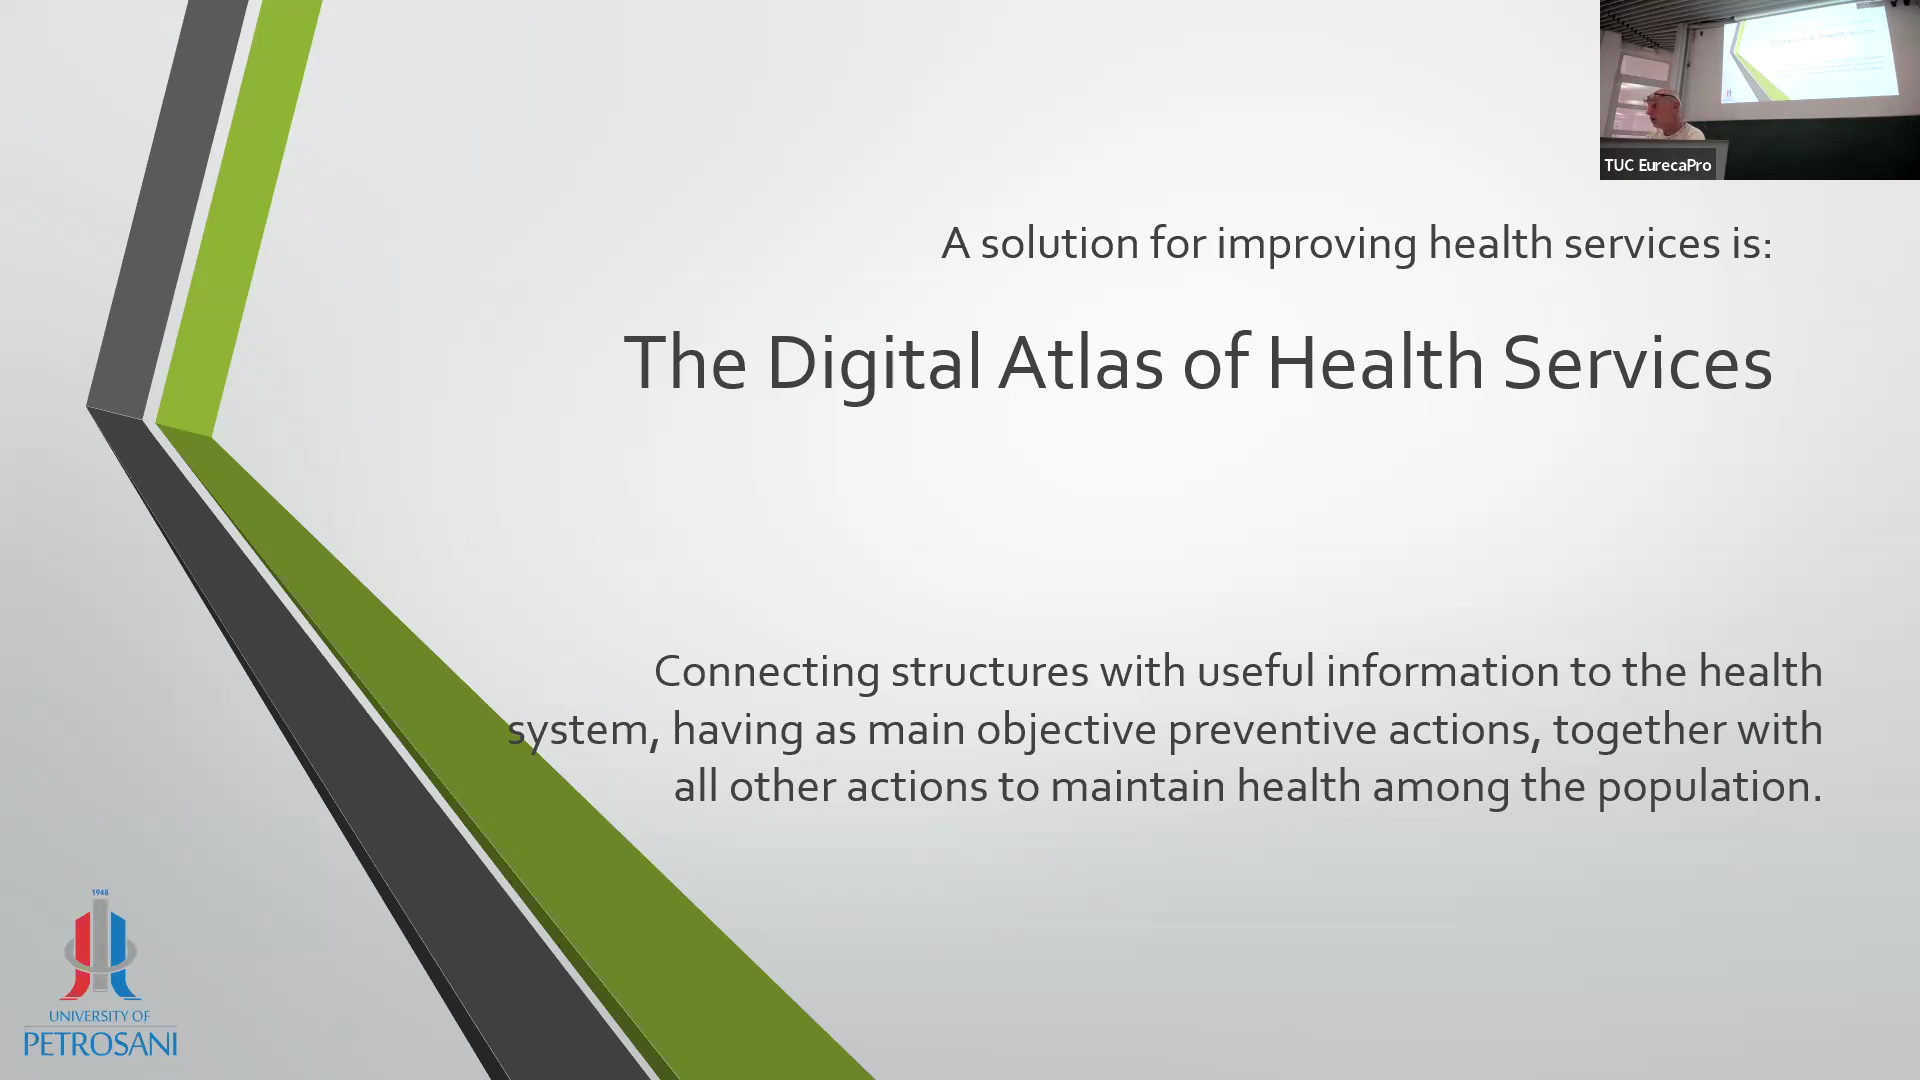 TUC EurecaPro
A solution for improving health services is:
The Digital Atlas of Health Services
Connecting structures with useful information to the health
system, having as main objective preventive actions, together with
all other actions to maintain health among the population.
1948
UNIVERSITY OF
PETROSANI